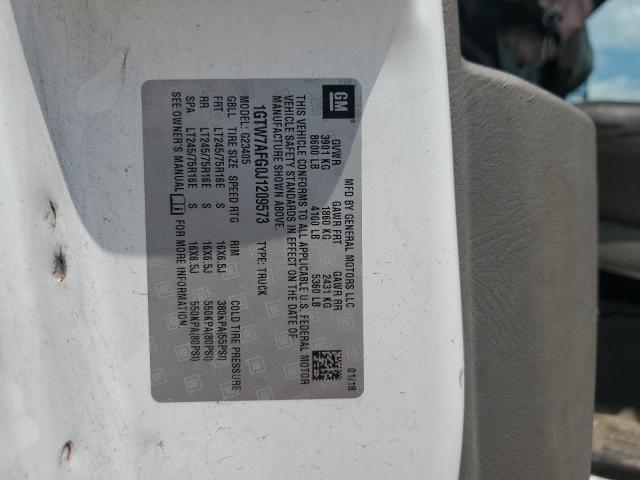 GM
MFD BY GENERAL MOTORS LLC 01/18
GVWR GAWR FRT GAWR RR
3901 KG 1860 KG 2431 KG
8600 LB 4100 LB 5360 LB
THIS VEHICLE CONFORMS TO ALL APPLICABLE U.S. FEDERAL MOTOR
VEHICLE SAFETY STANDARDS IN EFFECT ON THE DATE OF
MANUFACTURE SHOWN ABOVE.
1GTW7AFG0J1209573 TYPE: TRUCK
MODEL: G23405
GBLL TIRE SIZE SPEED RTG RIM COLD TIRE PRESSURE
FRT LT245/75R16E S 16X6.5J 380kPA(55PSI)
RR LT245/75R16E S 16X6.5J 550KPA(80PSI)
SPA LT245/75R16E S 16X6.5J 550KPA(80PSI)
SEE OWNER'S MANUAL FOR MORE INFORMATION